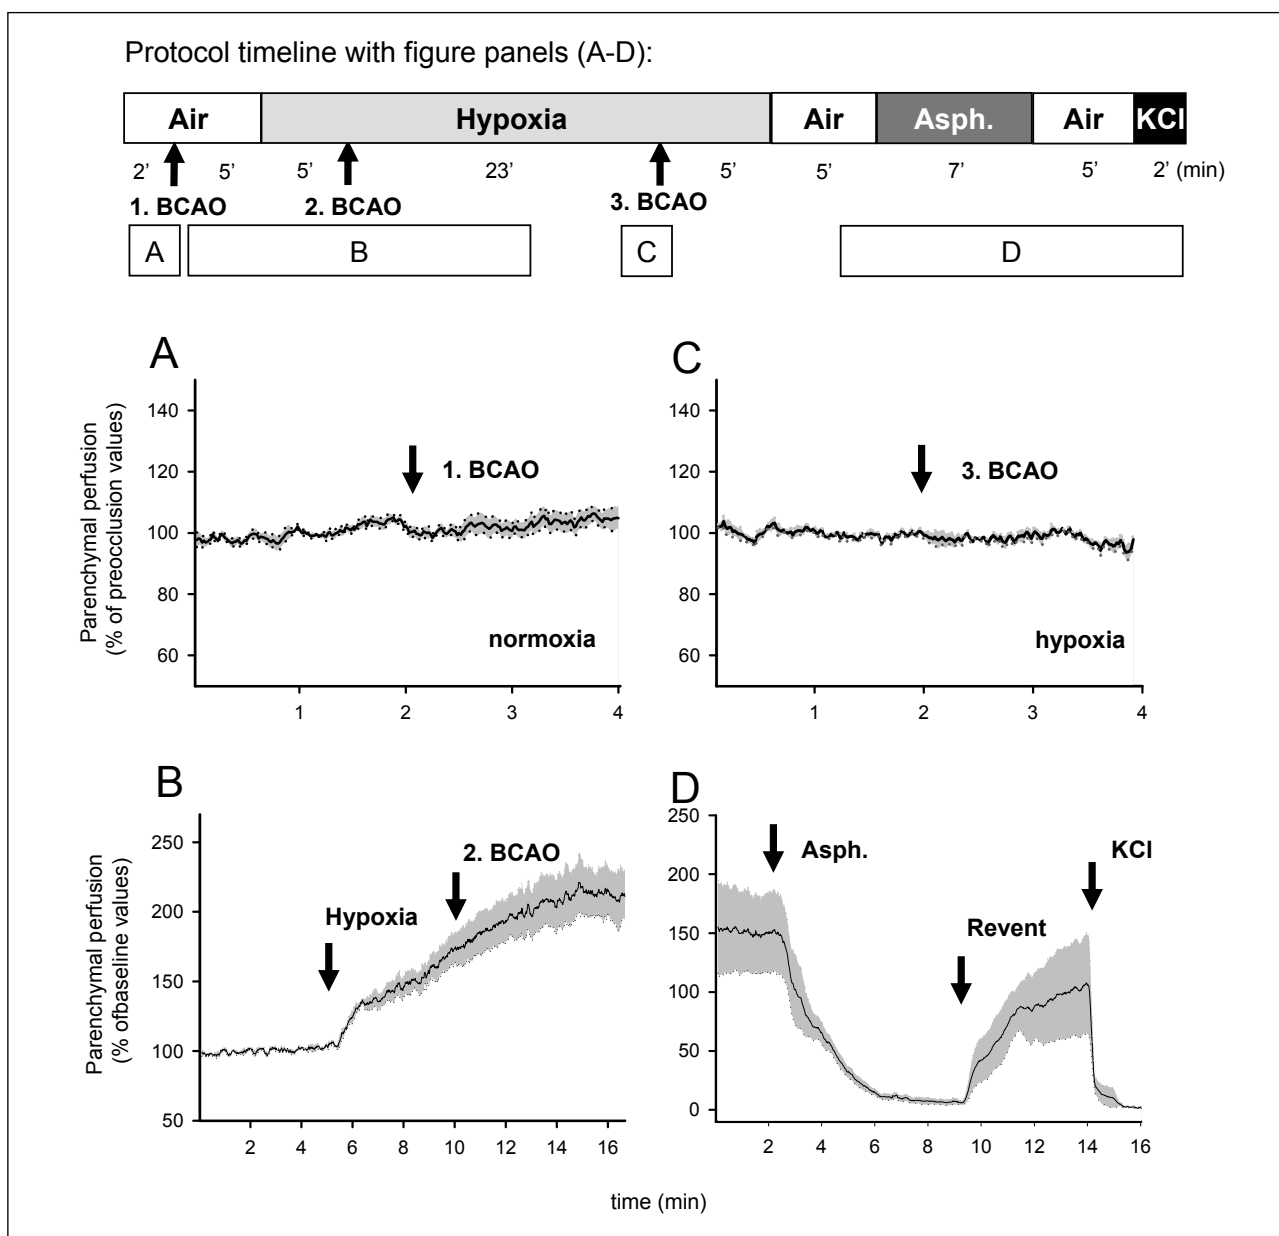 Protocol timeline with figure panels (A-D):
Air Hypoxia Air Asph. Air KCl
2' 5' 5' 23' 5' 5' 7' 5' 2' (min)
1. BCAO 2. BCAO 3. BCAO
A B C D
A
Parenchymal perfusion
(% of preocclusion values)
140
120
100
80
60
1. BCAO
normoxia
1 2 3 4
C
140
120
100
80
60
3. BCAO
hypoxia
1 2 3 4
B
Parenchymal perfusion
(% ofbaseline values)
250
200
150
100
50
2. BCAO
Hypoxia
2 4 6 8 10 12 14 16
D
250
200
150
100
50
0
Asph.
KCl
Revent
2 4 6 8 10 12 14 16
time (min)